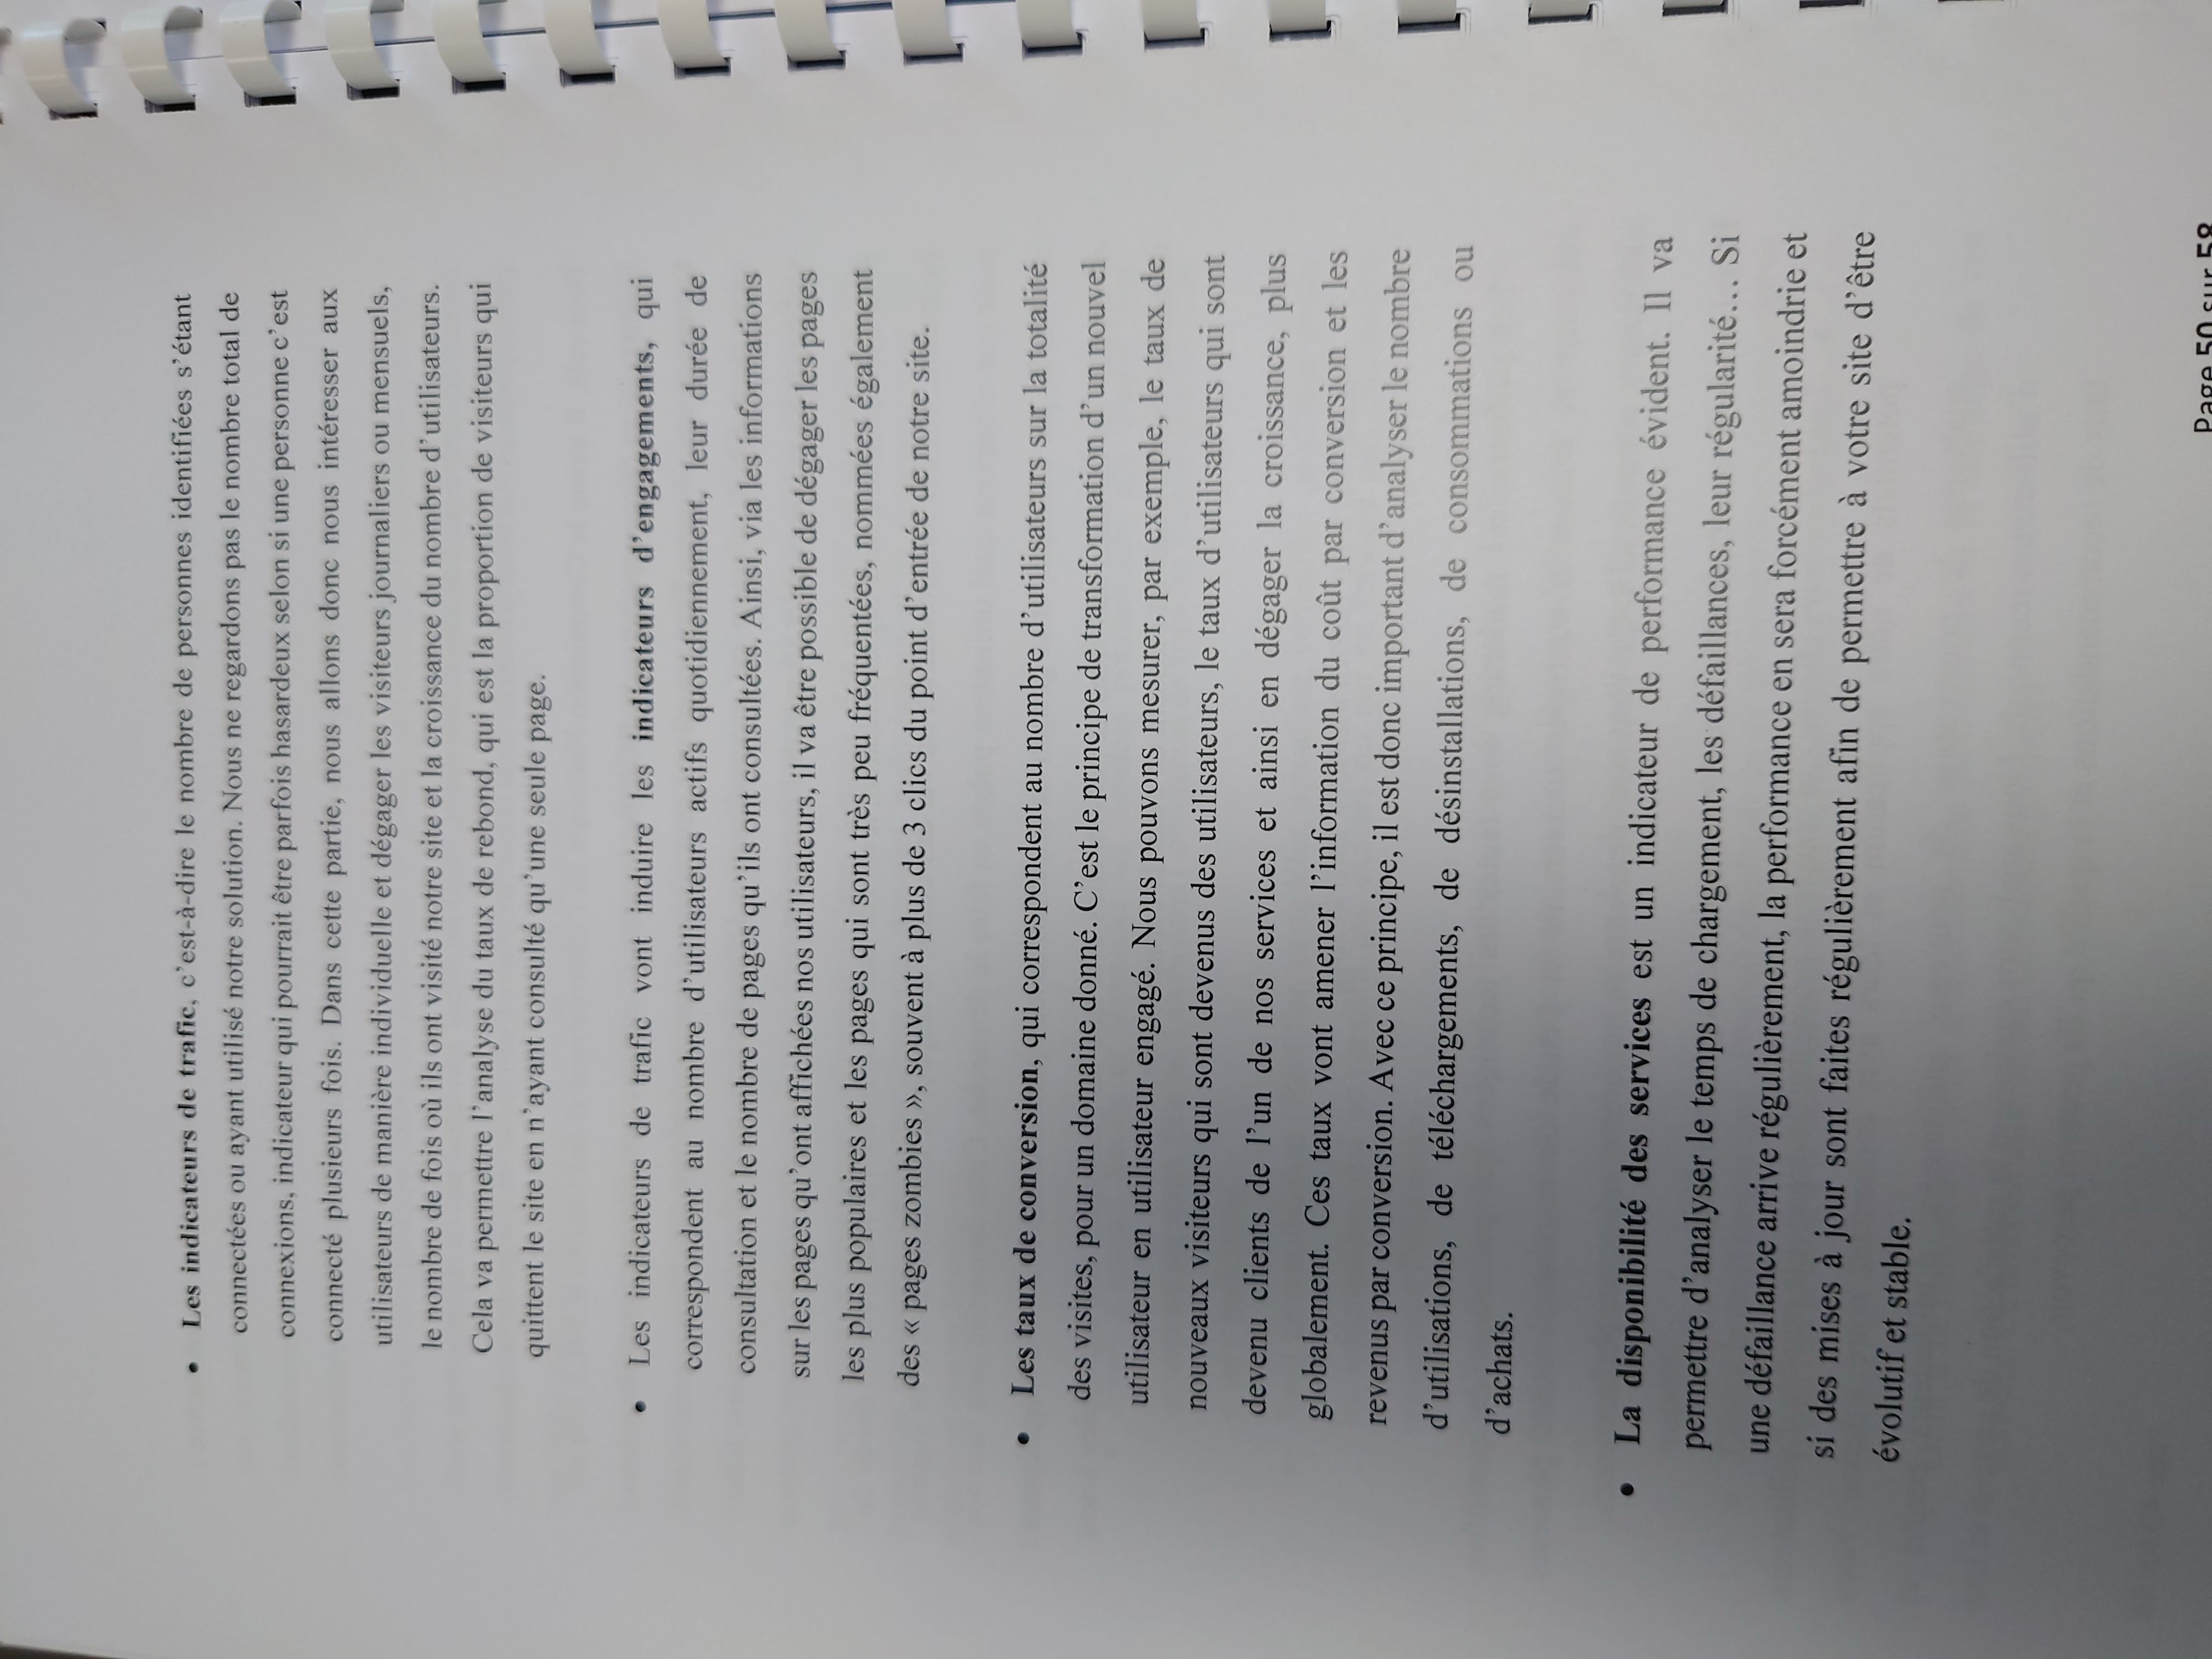 • Les indicateurs de trafic, c'est-à-dire le nombre de personnes identifiées s'étant
connectées ou ayant utilisé notre solution. Nous ne regardons pas le nombre total de
connexions, indicateur qui pourrait être parfois hasardeux selon si une personne c'est
connecté plusieurs fois. Dans cette partie, nous allons donc nous intéresser aux
utilisateurs de manière individuelle et dégager les visiteurs journaliers ou mensuels,
le nombre de fois où ils ont visité notre site et la croissance du nombre d'utilisateurs.
Cela va permettre l'analyse du taux de rebond, qui est la proportion de visiteurs qui
quittent le site en n'ayant consulté qu'une seule page.
• Les indicateurs de trafic vont induire les indicateurs d'engagements, qui
correspondent au nombre d'utilisateurs actifs quotidiennement, leur durée de
consultation et le nombre de pages qu'ils ont consultées. Ainsi, via les informations
sur les pages qu'ont affichées nos utilisateurs, il va être possible de dégager les pages
les plus populaires et les pages qui sont très peu fréquentées, nommées également
des « pages zombies », souvent à plus de 3 clics du point d'entrée de notre site.
• Les taux de conversion, qui correspondent au nombre d'utilisateurs sur la totalité
des visites, pour un domaine donné. C'est le principe de transformation d'un nouvel
utilisateur en utilisateur engagé. Nous pouvons mesurer, par exemple, le taux de
nouveaux visiteurs qui sont devenus des utilisateurs, le taux d'utilisateurs qui sont
devenu clients de l'un de nos services et ainsi en dégager la croissance, plus
globalement. Ces taux vont amener l'information du coût par conversion et les
revenus par conversion. Avec ce principe, il est donc important d'analyser le nombre
d'utilisations, de téléchargements, de désinstallations, de consommations ou
d'achats.
• La disponibilité des services est un indicateur de performance évident. Il va
permettre d'analyser le temps de chargement, les défaillances, leur régularité… Si
une défaillance arrive régulièrement, la performance en sera forcément amoindrie et
si des mises à jour sont faites régulièrement afin de permettre à votre site d'être
évolutif et stable.
Page 50 sur 58